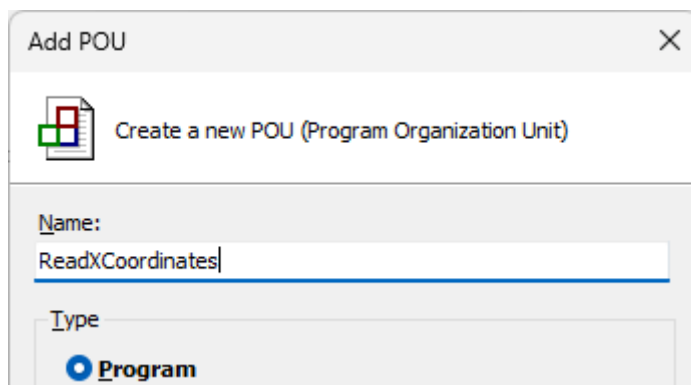 Add POU
Create a new POU (Program Organization Unit)
Name:
ReadXCoordinates
Type
Program